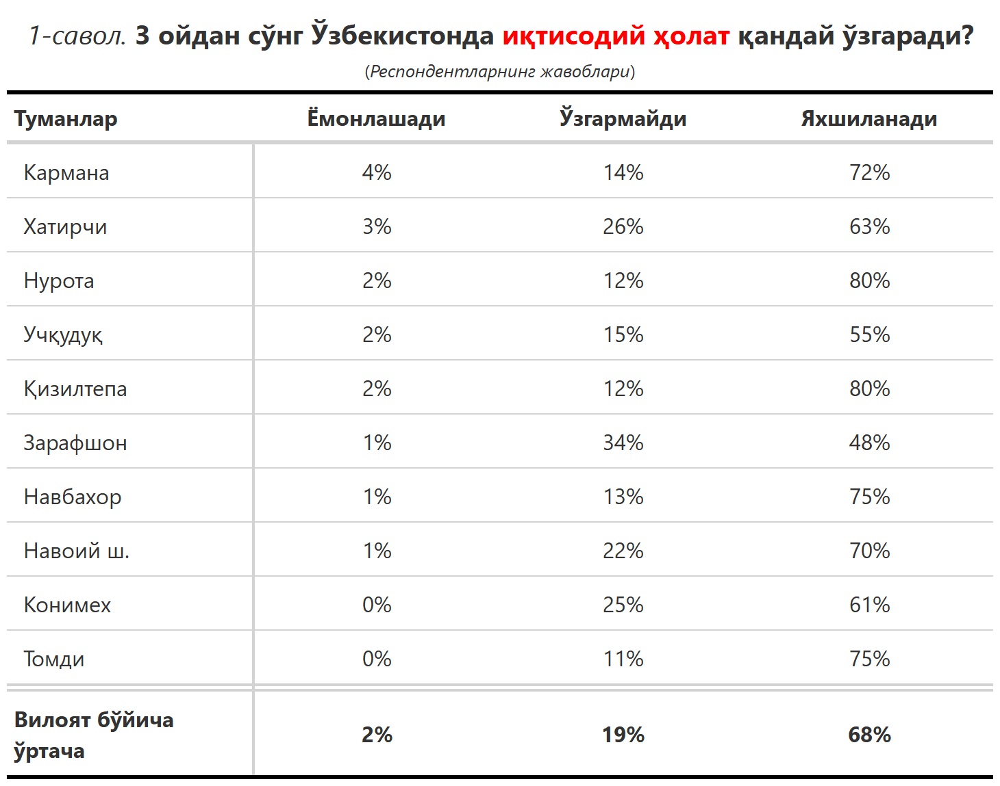 1-савол. 3 ойдан сўнг Ўзбекистонда иқтисодий ҳолат қандай ўзгаради?
(Респондентларнинг жавоблари)
Туманлар Ёмонлашади Ўзгармайди Яхшиланади
Кармана 4% 14% 72%
Хатирчи 3% 26% 63%
Нурота 2% 12% 80%
Учқудуқ 2% 15% 55%
Қизилтепа 2% 12% 80%
Зарафшон 1% 34% 48%
Навбахор 1% 13% 75%
Навоий ш. 1% 22% 70%
Конимех 0% 25% 61%
Томди 0% 11% 75%
Вилоят бўйича
ўртача 2% 19% 68%